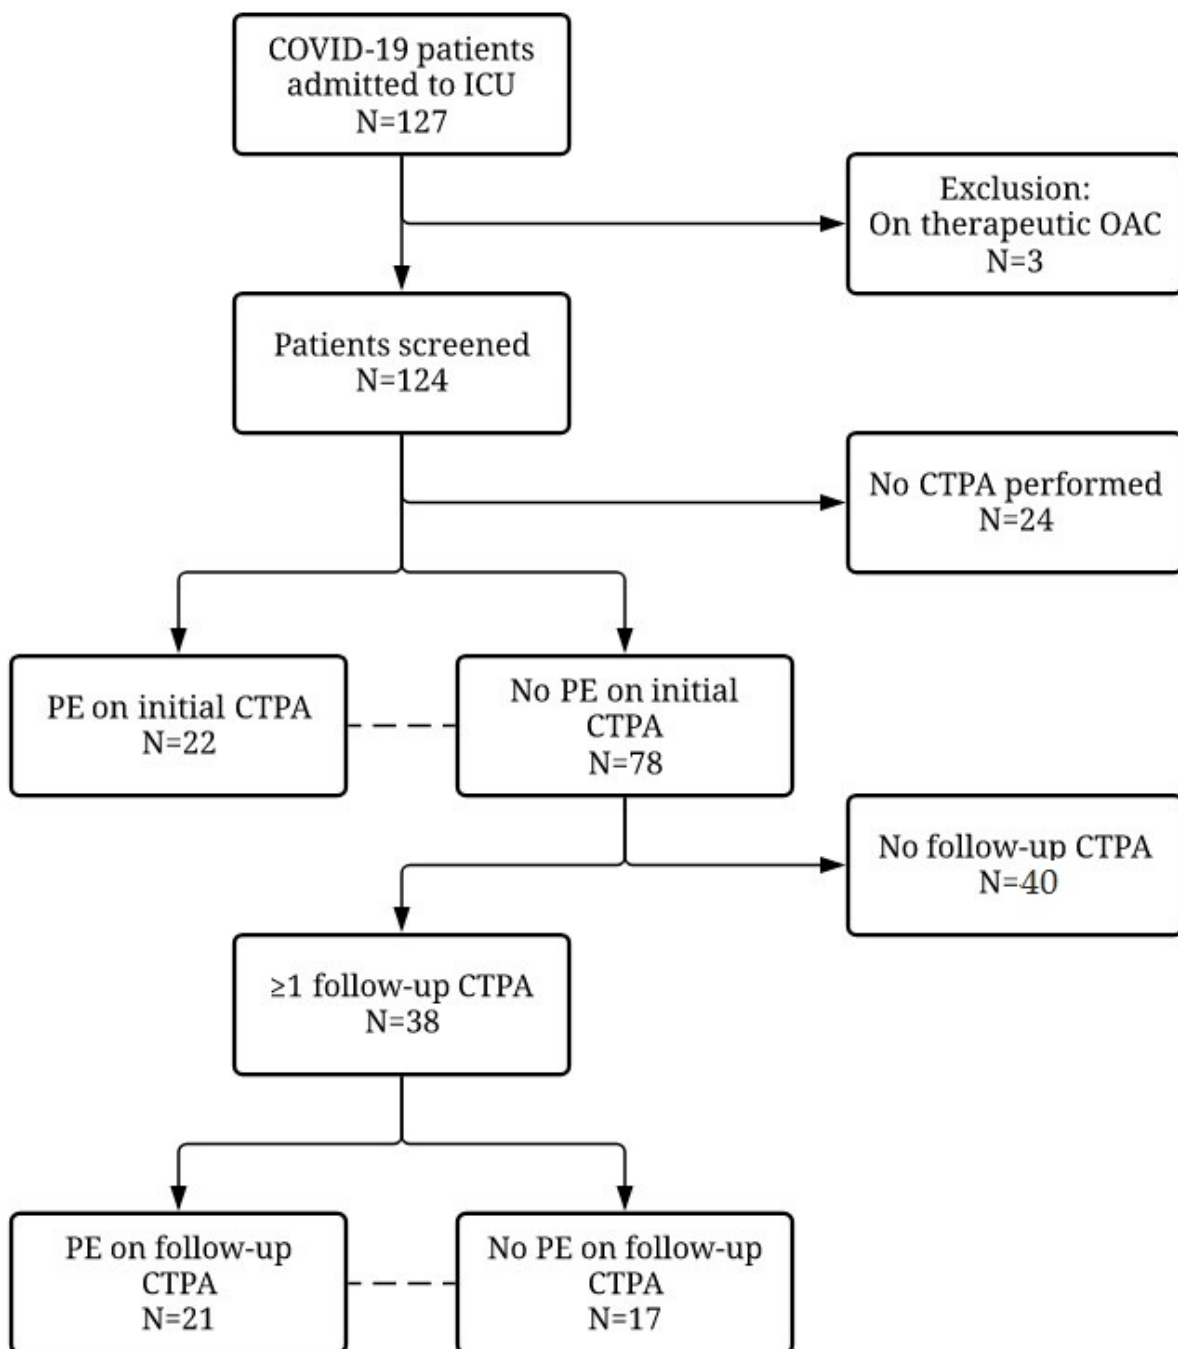 COVID-19 patients
admitted to ICU
N=127
Exclusion:
On therapeutic OAC
N=3
Patients screened
N=124
No CTPA performed
N=24
PE on initial CTPA
N=22
No PE on initial
CTPA
N=78
No follow-up CTPA
N=40
≥1 follow-up CTPA
N=38
PE on follow-up
CTPA
N=21
No PE on follow-up
CTPA
N=17